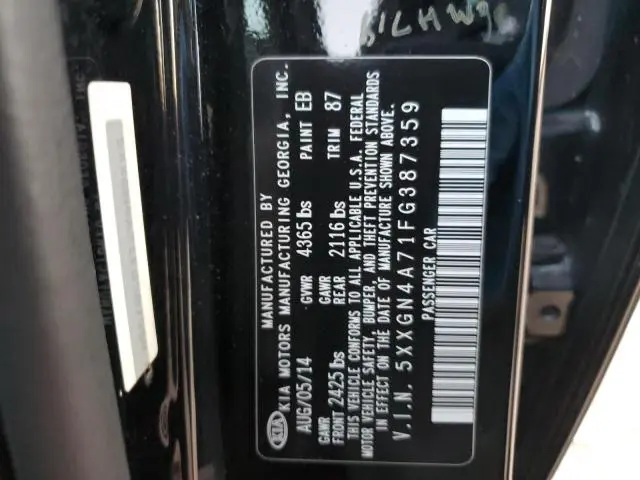 KIA
MANUFACTURED BY
KIA MOTORS MANUFACTURING GEORGIA, INC.
AUG/05/14 GVWR 4365 lbs PAINT EB
GAWR FRONT 2425 lbs GAWR REAR 2116 lbs TRIM 87
THIS VEHICLE CONFORMS TO ALL APPLICABLE U.S.A. FEDERAL
MOTOR VEHICLE SAFETY, BUMPER, AND THEFT PREVENTION STANDARDS
IN EFFECT ON THE DATE OF MANUFACTURE SHOWN ABOVE.
V.I.N. 5XXGN4A71FG387359
PASSENGER CAR